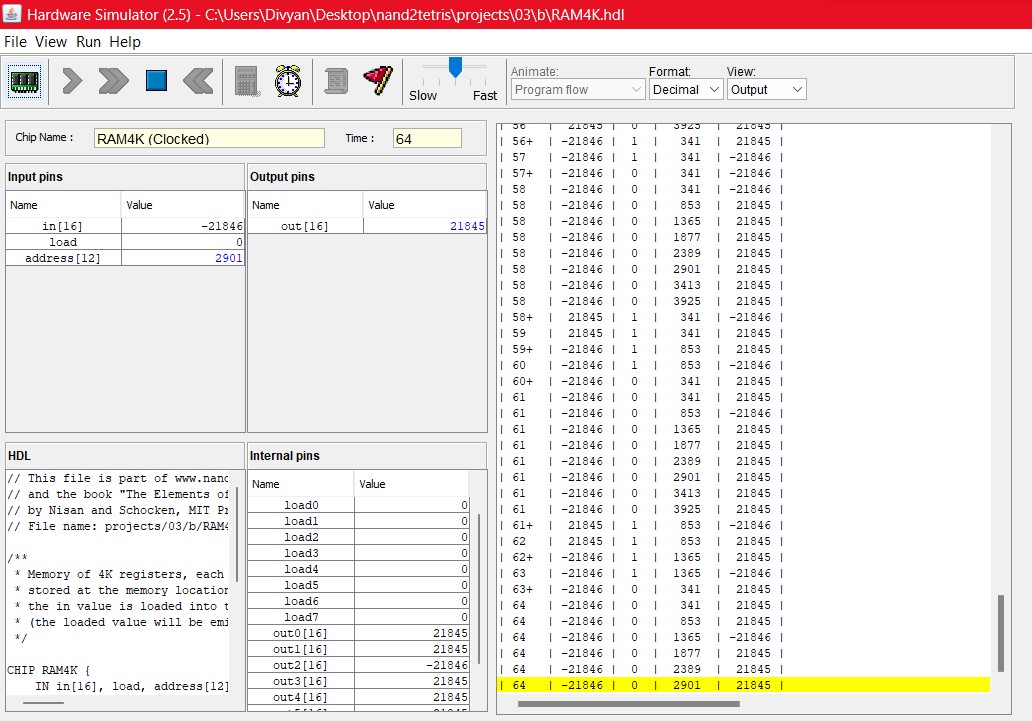 Hardware Simulator (2.5) - C:\Users\Divyan\Desktop\nand2tetris\projects\03\b\RAM4K.hdl
File View Run Help
Slow Fast
Animate: Format: View:
Program flow Decimal Output
Chip Name : RAM4K (Clocked) Time : 64
Input pins
Name Value
in[16] -21846
load 0
address[12] 2901
Output pins
Name Value
out[16] 21845
HDL
// This file is part of www.nand
// and the book "The Elements of
// by Nisan and Schocken, MIT Pr
// File name: projects/03/b/RAM4
/**
* Memory of 4K registers, each
* stored at the memory location
* the in value is loaded into t
* (the loaded value will be emi
*/
CHIP RAM4K {
IN in[16], load, address[12]
Internal pins
Name Value
load0 0
load1 0
load2 0
load3 0
load4 0
load5 0
load6 0
load7 0
out0[16] 21845
out1[16] 21845
out2[16] -21846
out3[16] 21845
out4[16] 21845
| 56 | 21845 | 0 | 3925 | 21845 |
| 56+ | -21846 | 1 | 341 | 21845 |
| 57 | -21846 | 1 | 341 | -21846 |
| 57+ | -21846 | 0 | 341 | -21846 |
| 58 | -21846 | 0 | 341 | -21846 |
| 58 | -21846 | 0 | 853 | 21845 |
| 58 | -21846 | 0 | 1365 | 21845 |
| 58 | -21846 | 0 | 1877 | 21845 |
| 58 | -21846 | 0 | 2389 | 21845 |
| 58 | -21846 | 0 | 2901 | 21845 |
| 58 | -21846 | 0 | 3413 | 21845 |
| 58 | -21846 | 0 | 3925 | 21845 |
| 58+ | 21845 | 1 | 341 | -21846 |
| 59 | 21845 | 1 | 341 | 21845 |
| 59+ | -21846 | 1 | 853 | 21845 |
| 60 | -21846 | 1 | 853 | -21846 |
| 60+ | -21846 | 0 | 341 | 21845 |
| 61 | -21846 | 0 | 341 | 21845 |
| 61 | -21846 | 0 | 853 | -21846 |
| 61 | -21846 | 0 | 1365 | 21845 |
| 61 | -21846 | 0 | 1877 | 21845 |
| 61 | -21846 | 0 | 2389 | 21845 |
| 61 | -21846 | 0 | 2901 | 21845 |
| 61 | -21846 | 0 | 3413 | 21845 |
| 61 | -21846 | 0 | 3925 | 21845 |
| 61+ | 21845 | 1 | 853 | -21846 |
| 62 | 21845 | 1 | 853 | 21845 |
| 62+ | -21846 | 1 | 1365 | 21845 |
| 63 | -21846 | 1 | 1365 | -21846 |
| 63+ | -21846 | 0 | 341 | 21845 |
| 64 | -21846 | 0 | 341 | 21845 |
| 64 | -21846 | 0 | 853 | 21845 |
| 64 | -21846 | 0 | 1365 | -21846 |
| 64 | -21846 | 0 | 1877 | 21845 |
| 64 | -21846 | 0 | 2389 | 21845 |
| 64 | -21846 | 0 | 2901 | 21845 |